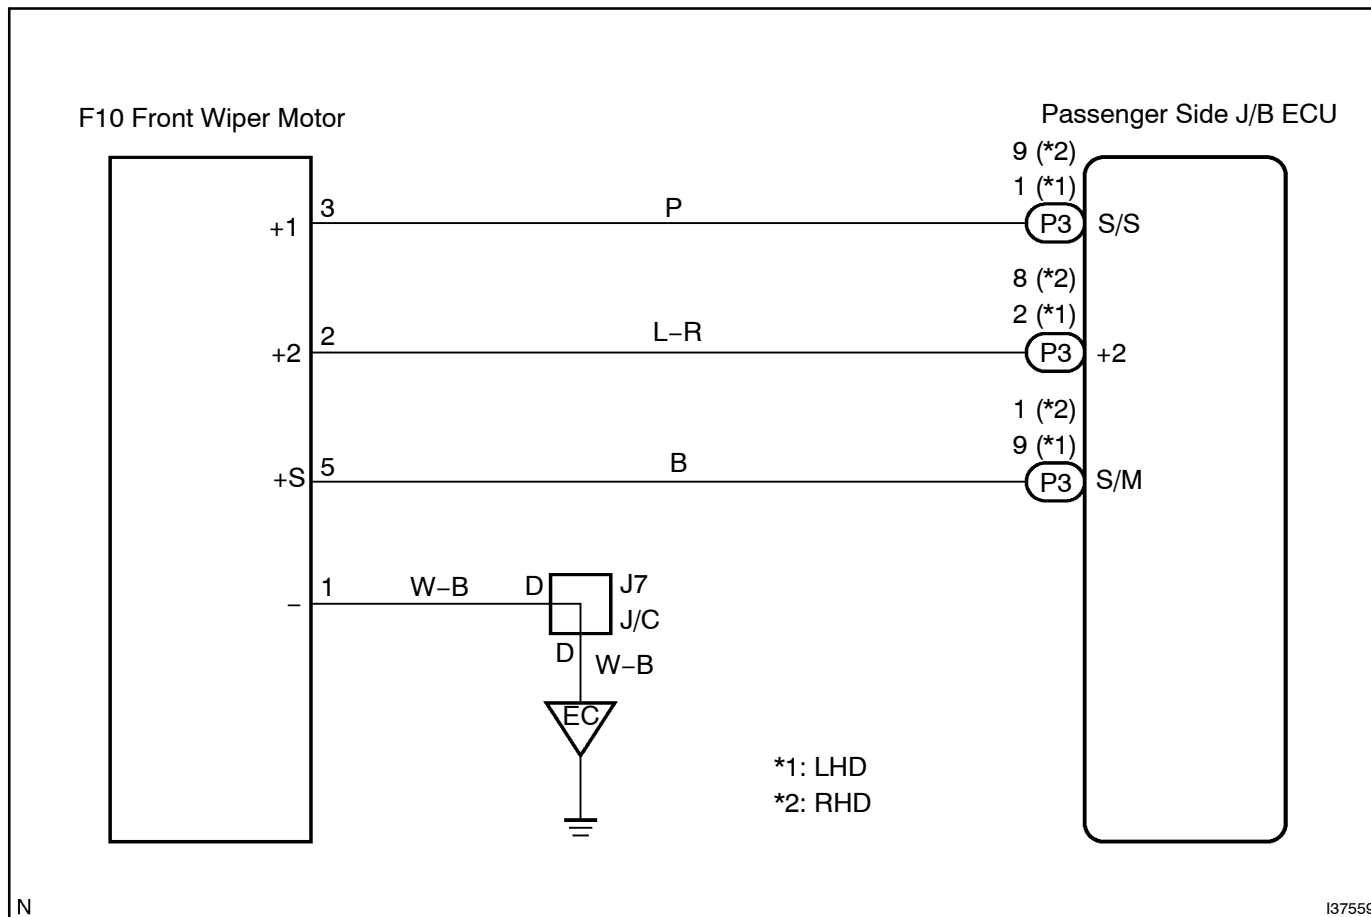 F10 Front Wiper Motor
Passenger Side J/B ECU
9 (*2)
1 (*1)
+1
3
P
P3
S/S
8 (*2)
2 (*1)
+2
2
L−R
P3
+2
1 (*2)
9 (*1)
+S
5
B
P3
S/M
−
1
W−B
D
J7
J/C
D
W−B
EC
*1: LHD
*2: RHD
N
I37559